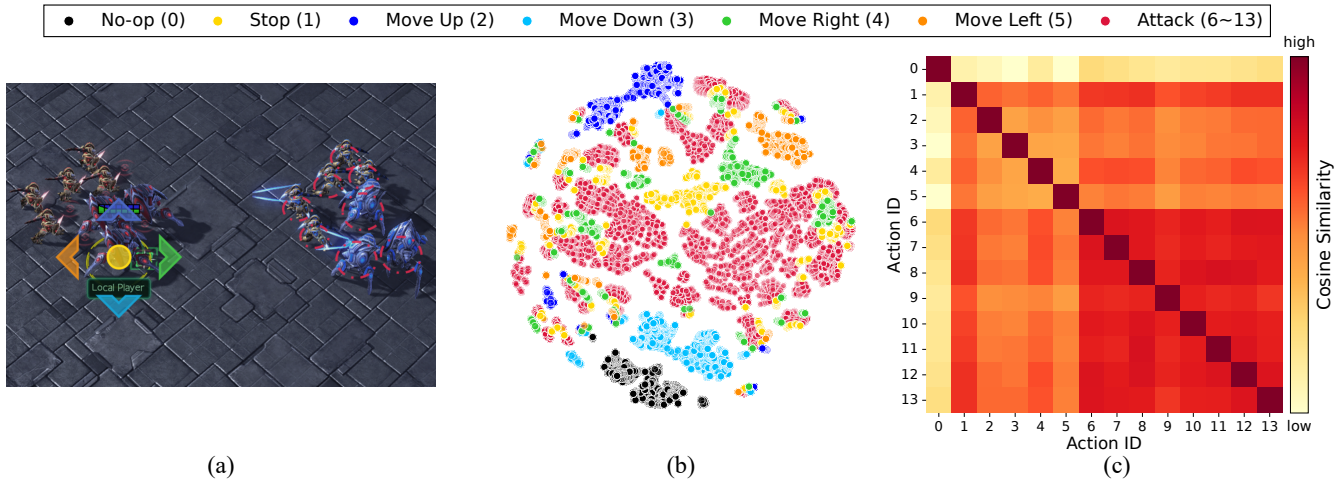 No-op (0) Stop (1) Move Up (2) Move Down (3) Move Right (4) Move Left (5) Attack (6~13)
Local Player
high
0
1
2
3
4
5
6
7
8
9
10
11
12
13
Action ID
0 1 2 3 4 5 6 7 8 9 10 11 12 13
Action ID
low
Cosine Similarity
(a) (b) (c)